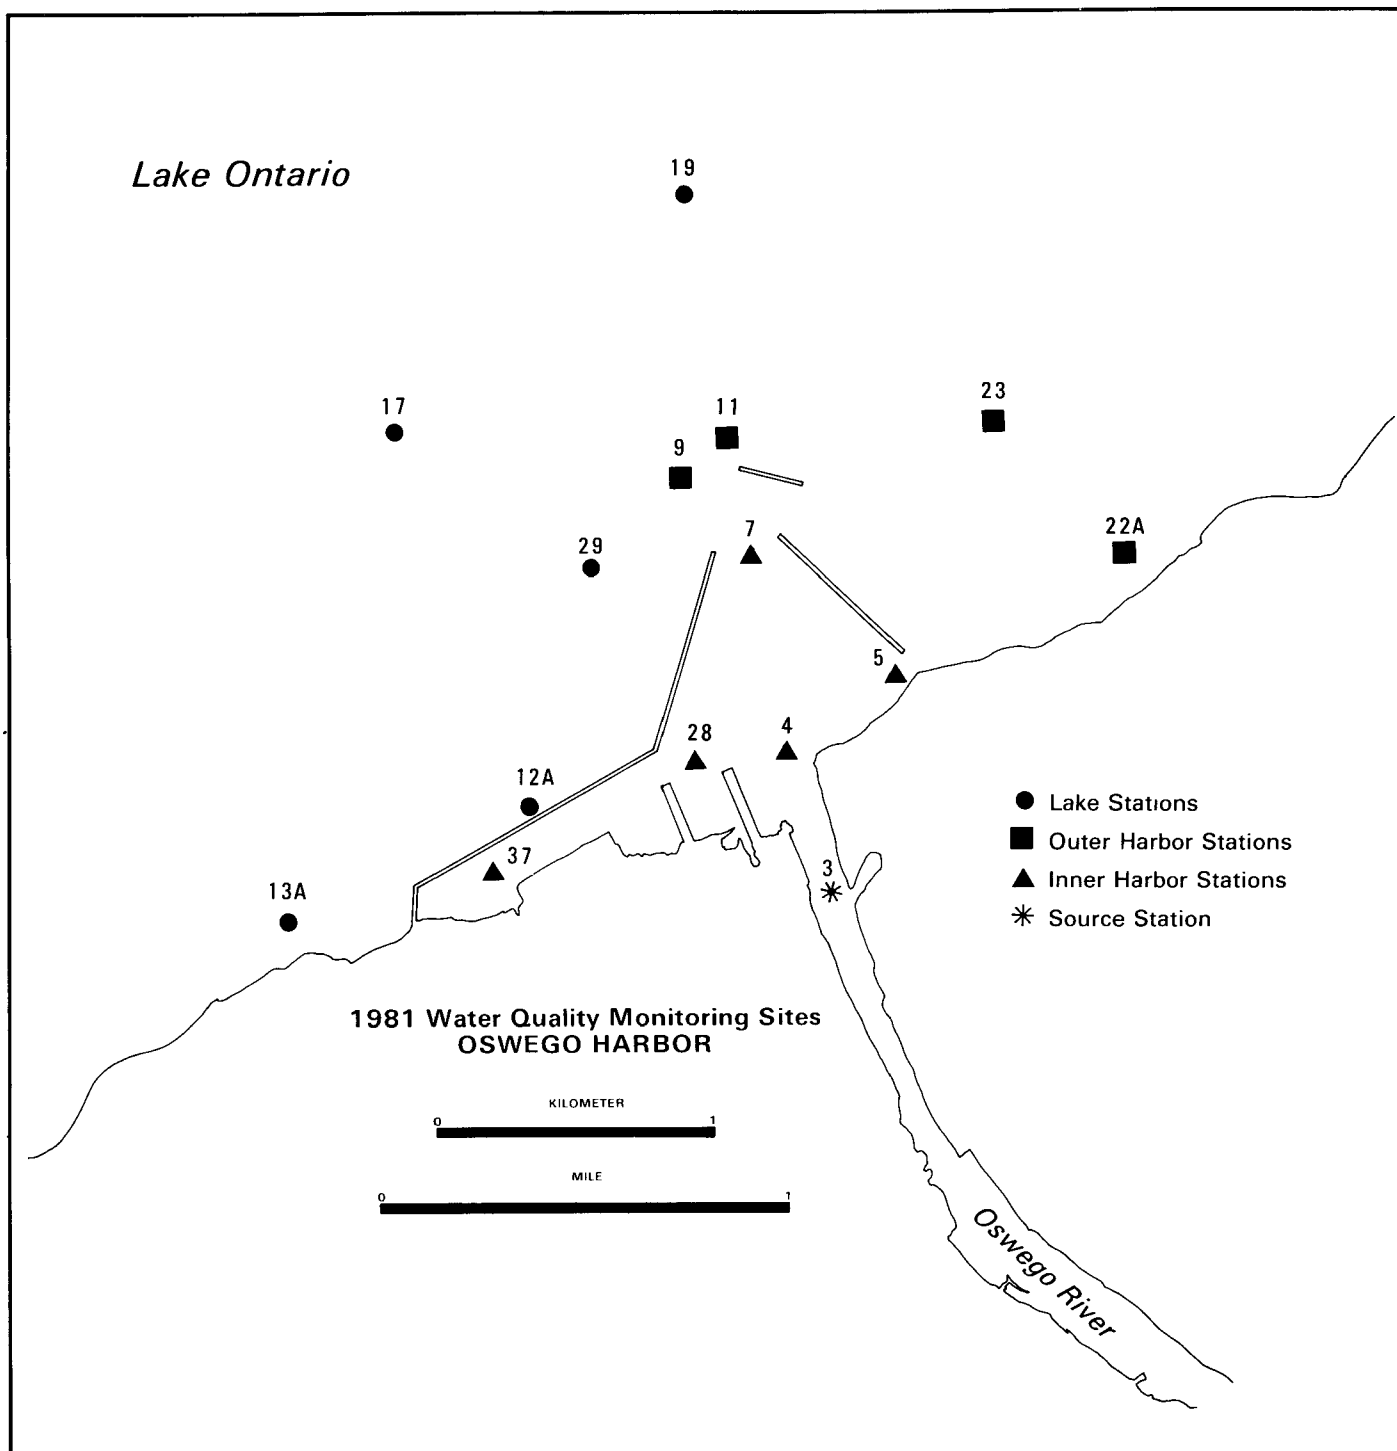 Lake Ontario
19
17
11
23
9
7
22A
29
5
28
4
12A
37
3
13A
Lake Stations
Outer Harbor Stations
Inner Harbor Stations
Source Station
1981 Water Quality Monitoring Sites
OSWEGO HARBOR
KILOMETER
0 1
MILE
0 1
Oswego River